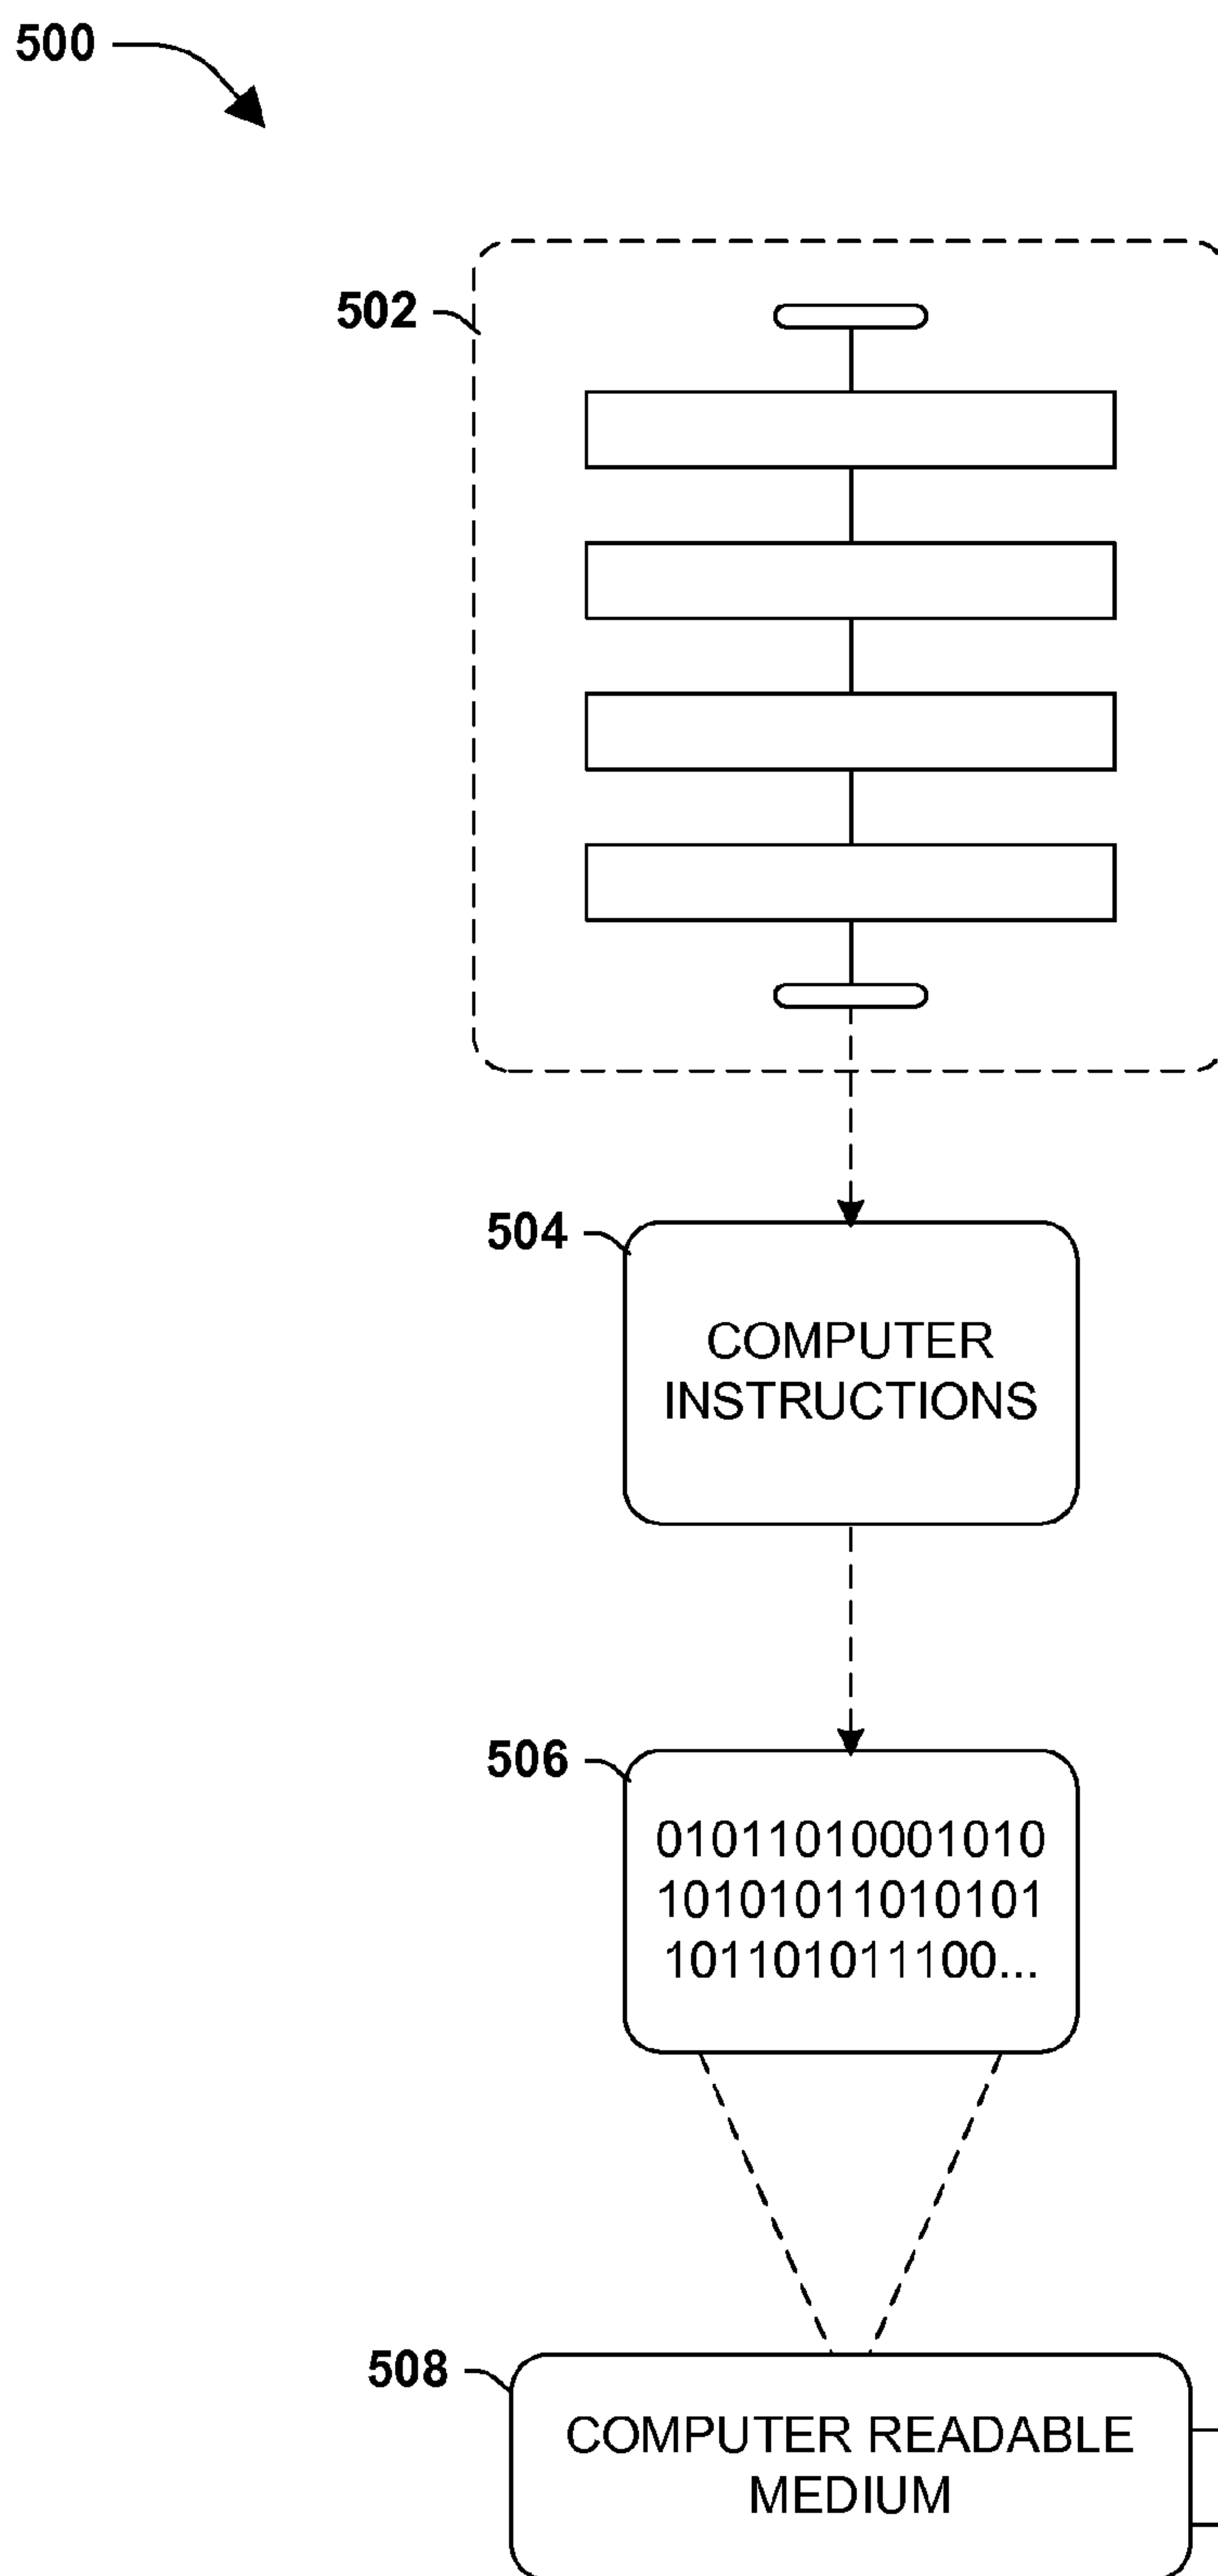 500
502
504
COMPUTER
INSTRUCTIONS
506
01011010001010
10101011010101
101101011100...
508
COMPUTER READABLE
MEDIUM